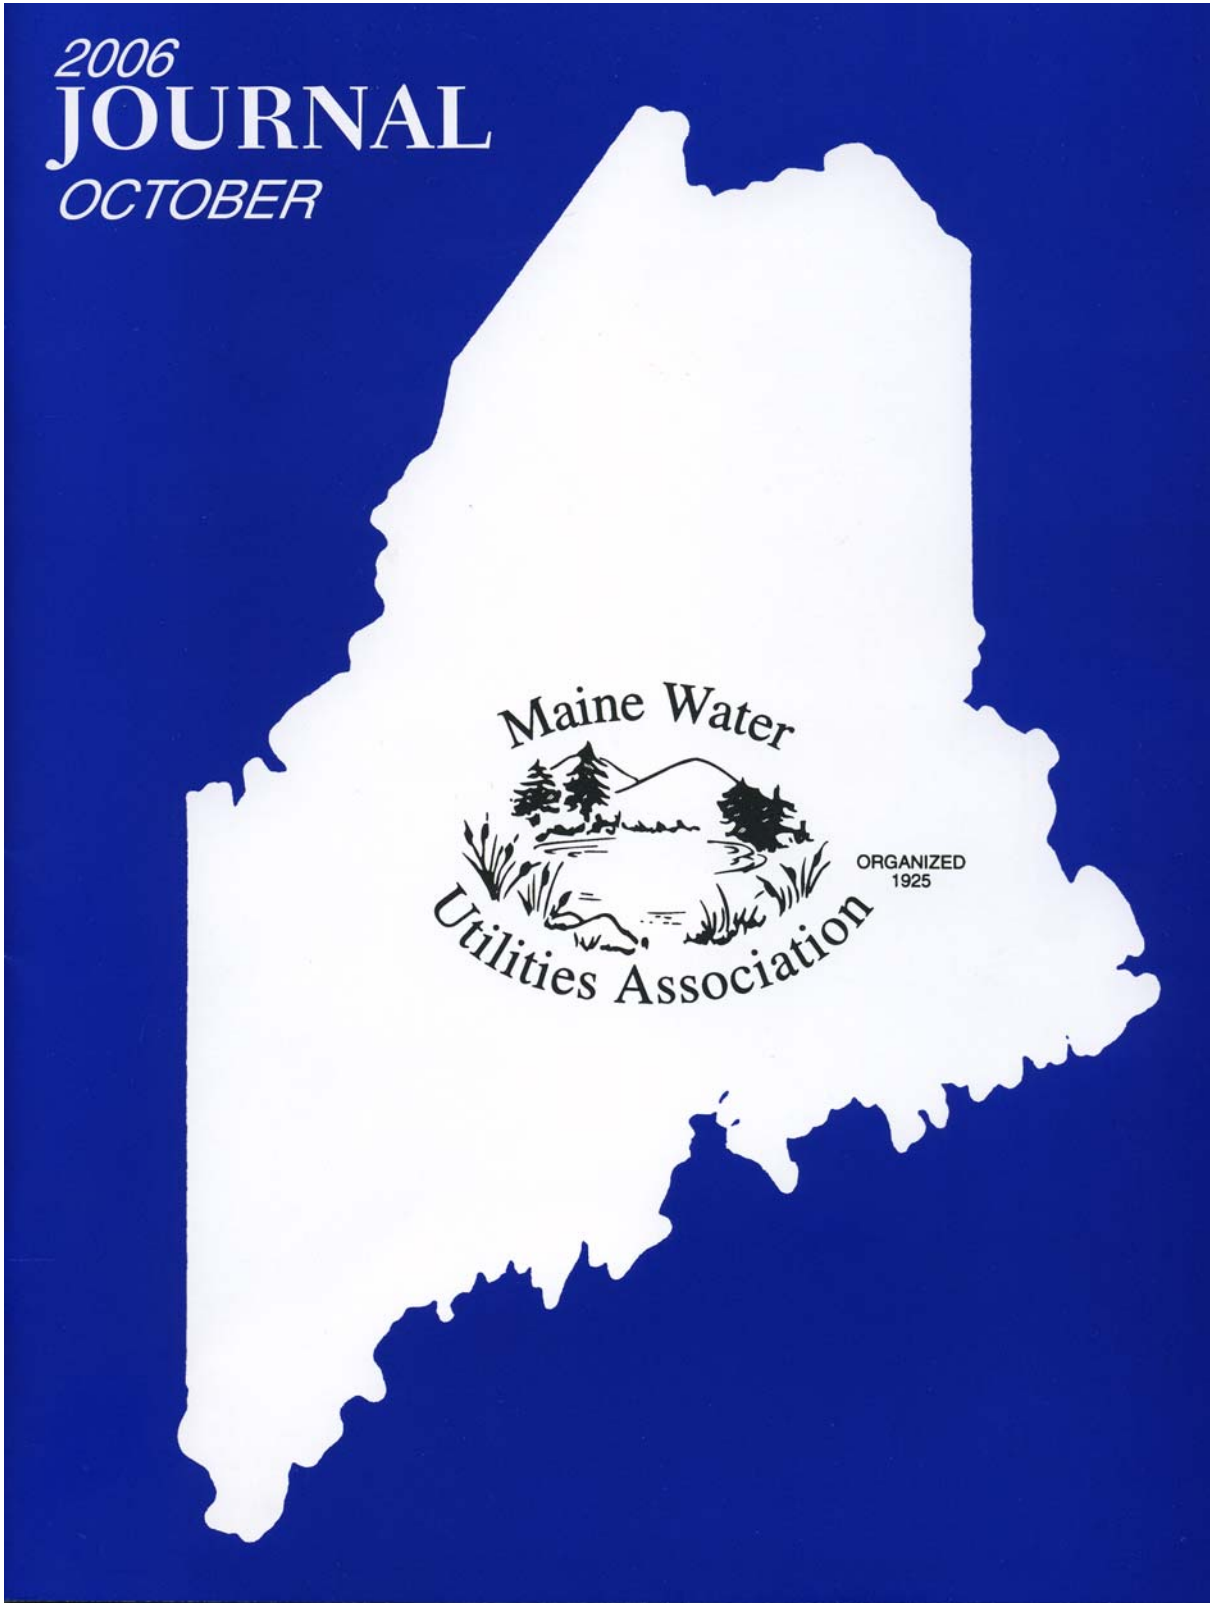 2006
JOURNAL
OCTOBER
Maine Water
Utilities Association
ORGANIZED
1925